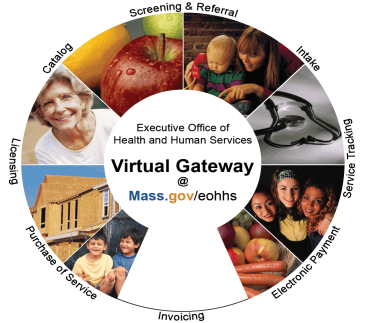 Screening & Referral
Catalog
Intake
Licensing
Service Tracking
Purchase of Service
Electronic Payment
Invoicing
Executive Office of
Health and Human Services
Virtual Gateway
@
Mass.gov/eohhs